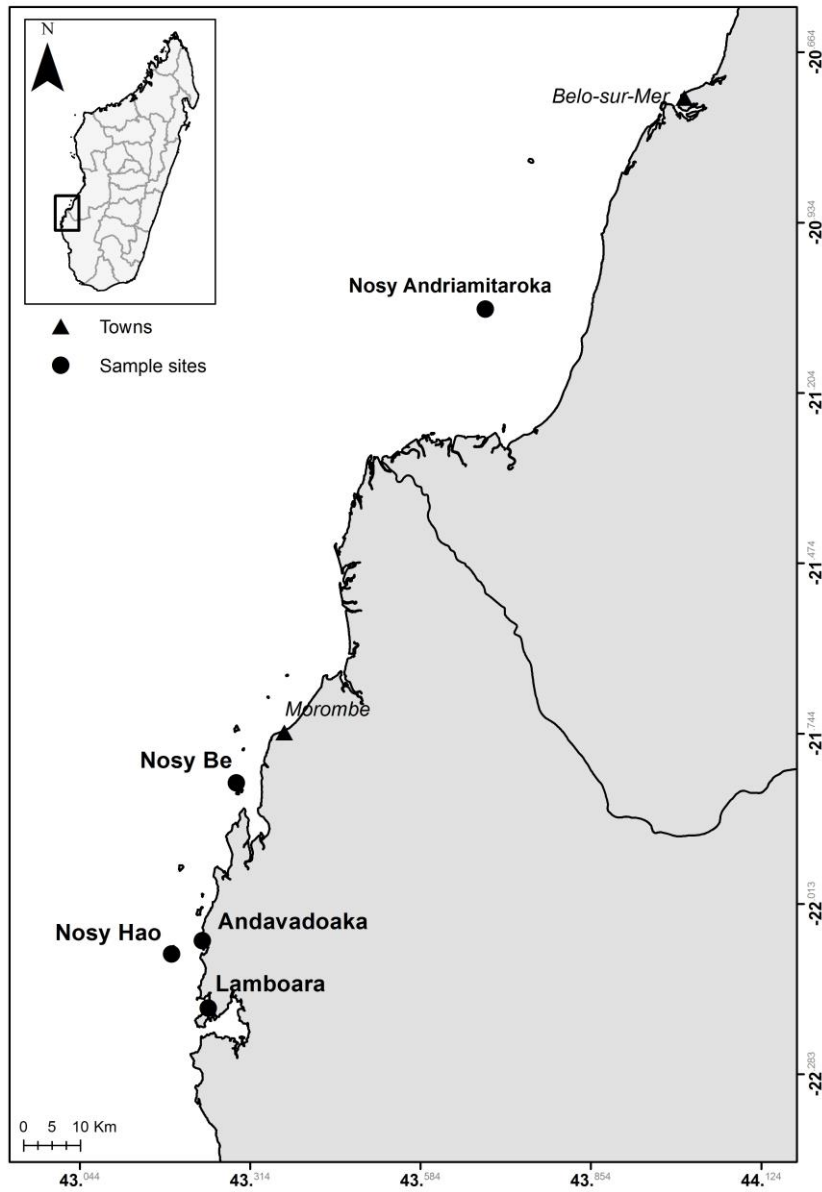 N
-20.664
Belo-sur-Mer
-20.934
Nosy Andriamitaroka
Towns
Sample sites
-21.204
-21.474
Morombe
-21.744
Nosy Be
-22.013
Andavadoaka
Nosy Hao
Lamboara
-22.283
0 5 10 Km
43.044 43.314 43.584 43.854 44.124